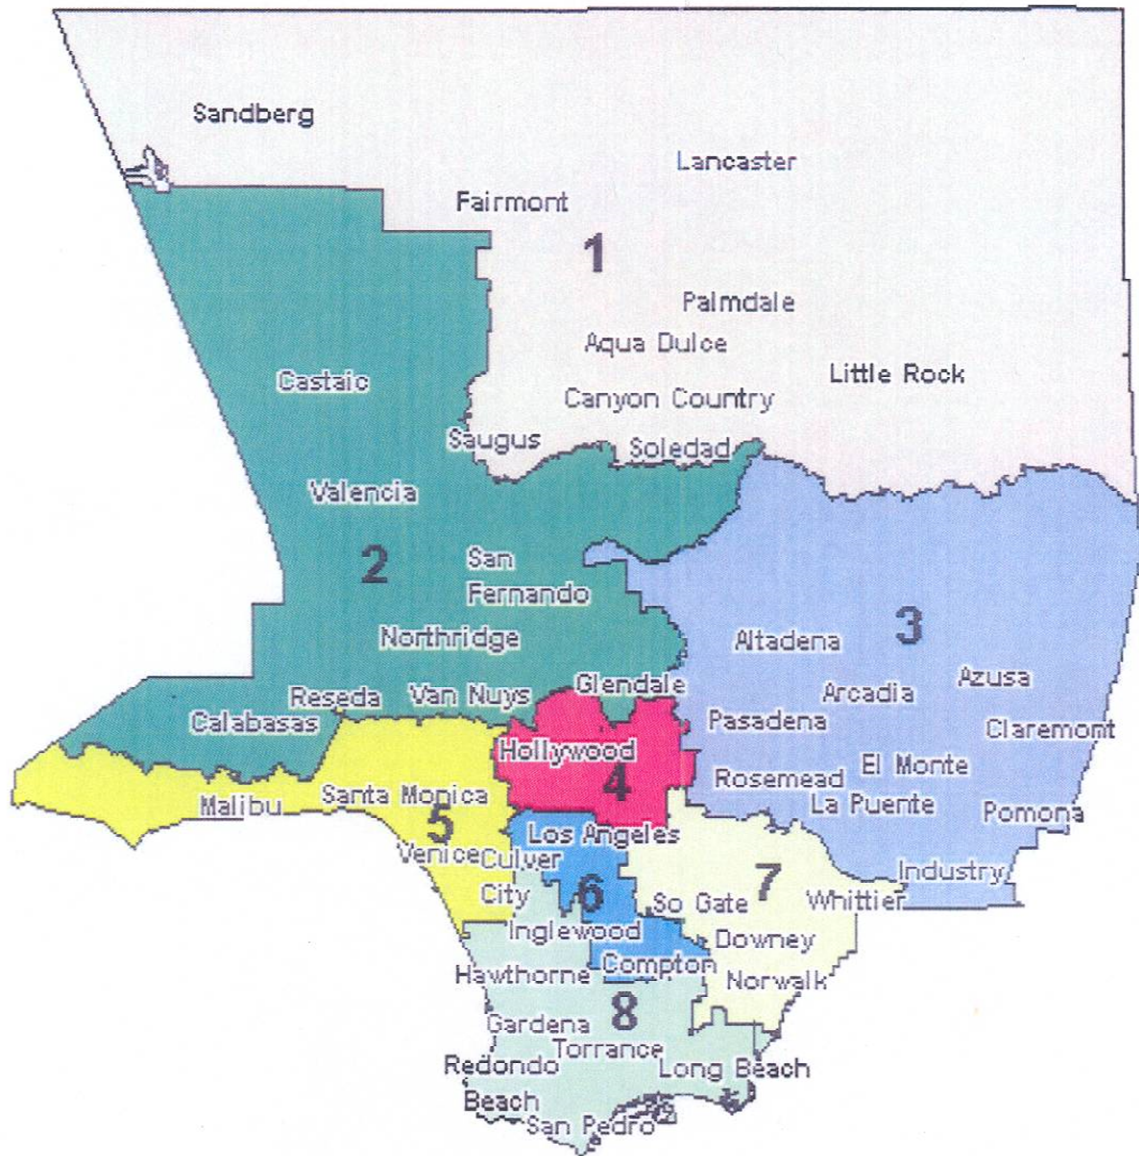 Sandberg
Lancaster
Fairmont
1
Palmdale
Aqua Dulce
Little Rock
Castaic
Canyon Country
Saugus
Soledad
Valencia
2
San
Fernando
3
Northridge
Altadena
Glendale
Azusa
Reseda
Van Nuys
Arcadia
Calabasas
Pasadena
Claremont
Hollywood
El Monte
Rosemead
4
Malibu
Santa Monica
La Puente
Pomona
5
Los Angeles
Venice
Culver
City
Industry
7
6
So Gate
Whittier
Inglewood
Downey
Hawthorne
Compton
Norwalk
8
Gardena
Torrance
Redondo
Beach
Long Beach
San Pedro